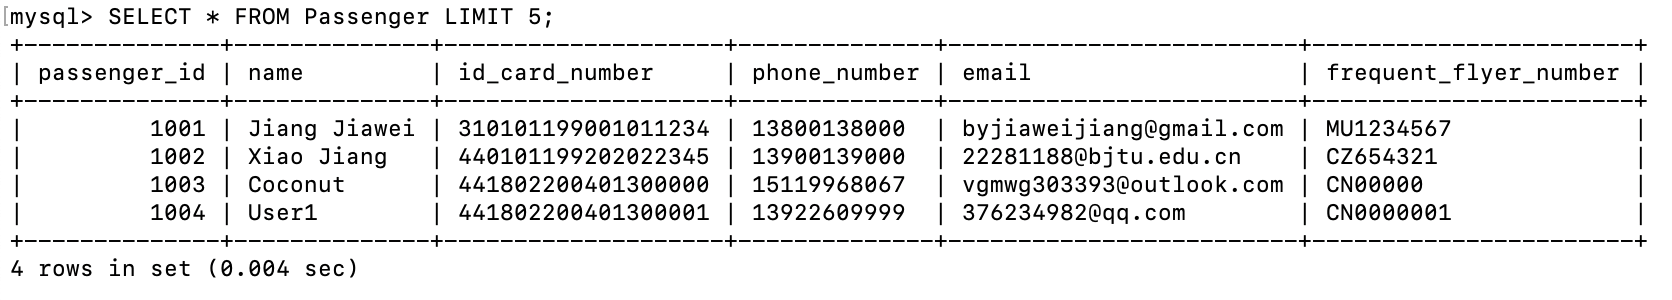 mysql> SELECT * FROM Passenger LIMIT 5;
+---------------+--------------+--------------------+--------------+-------------------------+-----------------------+
| passenger_id | name | id_card_number | phone_number | email | frequent_flyer_number |
+---------------+--------------+--------------------+--------------+-------------------------+-----------------------+
| 1001 | Jiang Jiawei | 310101199001011234 | 13800138000 | byjiaweijiang@gmail.com | MU1234567 |
| 1002 | Xiao Jiang | 440101199202022345 | 13900139000 | 22281188@bjtu.edu.cn | CZ654321 |
| 1003 | Coconut | 441802200401300000 | 15119968067 | vgmwg303393@outlook.com | CN00000 |
| 1004 | User1 | 441802200401300001 | 13922609999 | 376234982@qq.com | CN0000001 |
+---------------+--------------+--------------------+--------------+-------------------------+-----------------------+
4 rows in set (0.004 sec)